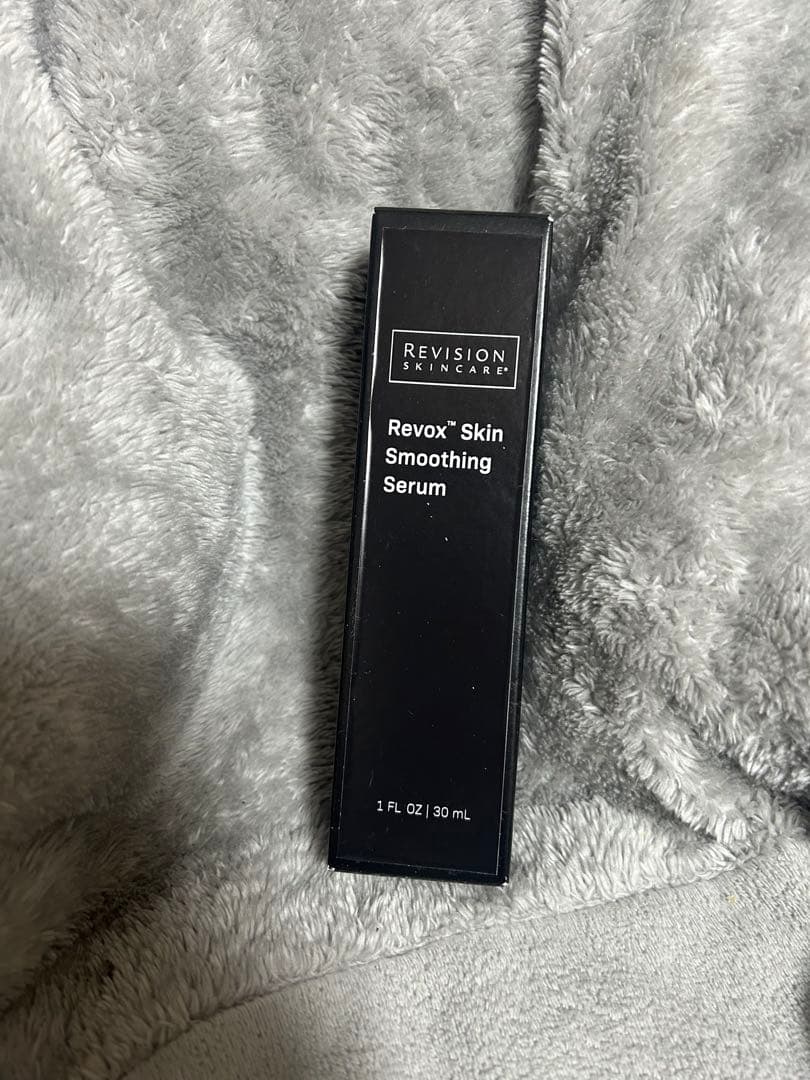 REVISION
SKINCARE®
Revox™ Skin
Smoothing
Serum
1 FL OZ | 30 mL